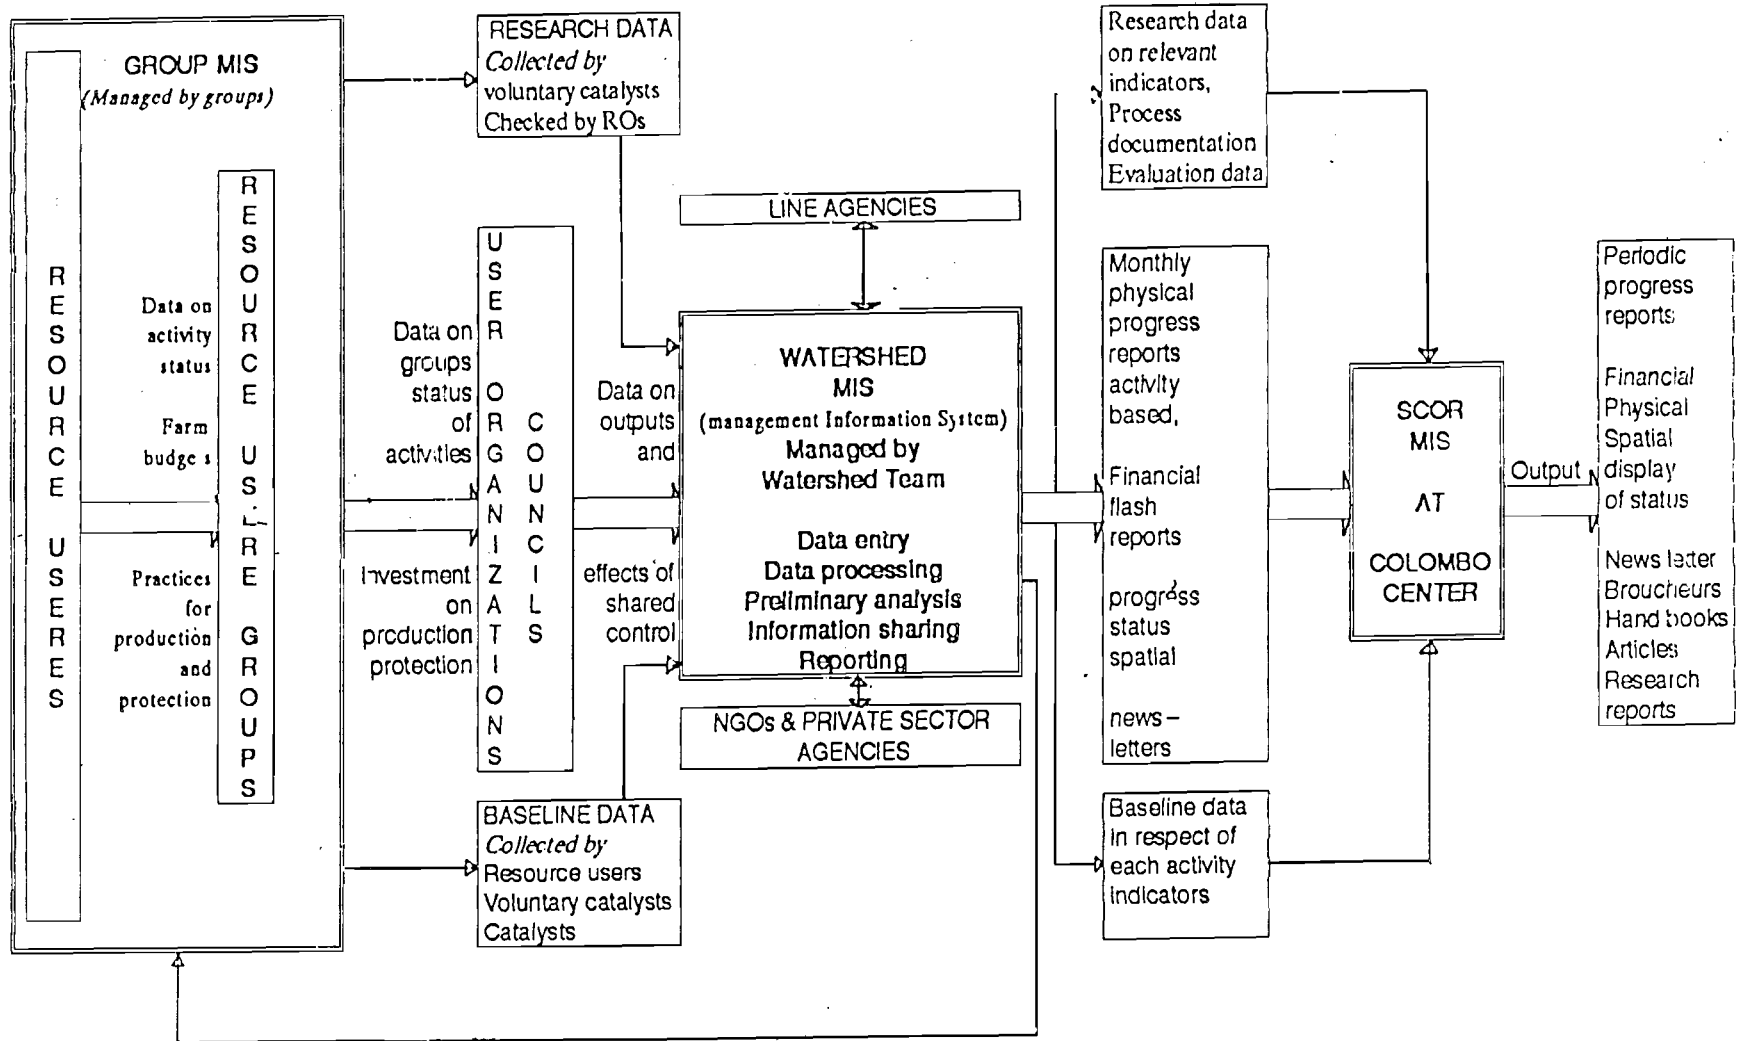 GROUP MIS
(Managed by groups)
RESOURCE USERS
Data on
activity
status
Farm
budge s
Practices
for
production
and
protection
RESOURCE USERE GROUPS
RESEARCH DATA
Collected by
voluntary catalysts
Checked by ROs
Data on
groups
status
of
activities
Investment
on
production
protection
USER ORGANIZATIONS
COUNCILS
BASELINE DATA
Collected by
Resource users
Voluntary catalysts
Catalysts
Data on
outputs
and
effects of
shared
control
LINE AGENCIES
WATERSHED
MIS
(management Information System)
Managed by
Watershed Team
Data entry
Data processing
Preliminary analysis
Information sharing
Reporting
NGOs & PRIVATE SECTOR
AGENCIES
Research data
on relevant
indicators,
Process
documentation
Evaluation data
Monthly
physical
progress
reports
activity
based,
Financial
flash
reports
progress
status
spatial
news –
letters
Baseline data
in respect of
each activity
indicators
SCOR
MIS
AT
COLOMBO
CENTER
Output
Periodic
progress
reports
Financial
Physical
Spatial
display
of status
News letter
Broucheurs
Hand books
Articles
Research
reports